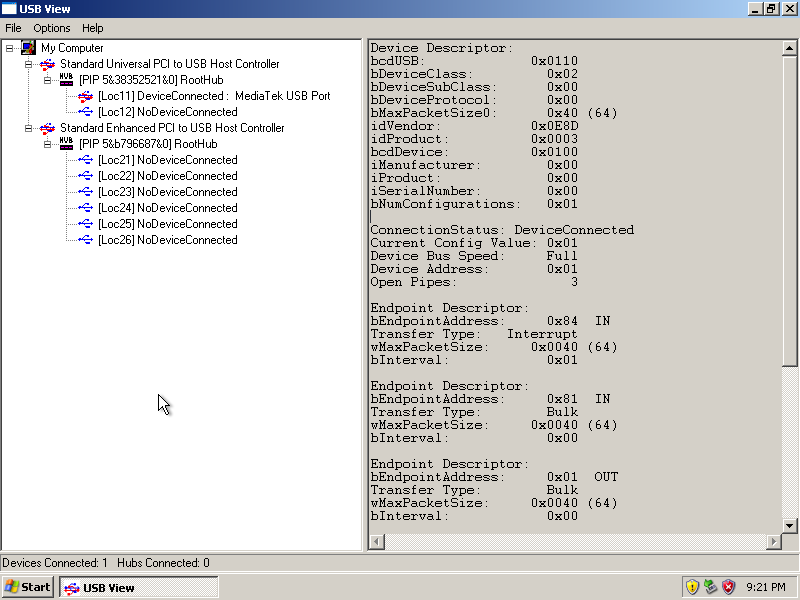 USB View
File Options Help
My Computer
Standard Universal PCI to USB Host Controller
[PIP 5&38352521&0] RootHub
[Loc11] DeviceConnected :  MediaTek USB Port
[Loc12] NoDeviceConnected
Standard Enhanced PCI to USB Host Controller
[PIP 5&b796687&0] RootHub
[Loc21] NoDeviceConnected
[Loc22] NoDeviceConnected
[Loc23] NoDeviceConnected
[Loc24] NoDeviceConnected
[Loc25] NoDeviceConnected
[Loc26] NoDeviceConnected
Device Descriptor:
bcdUSB: 0x0110
bDeviceClass: 0x02
bDeviceSubClass: 0x00
bDeviceProtocol: 0x00
bMaxPacketSize0: 0x40 (64)
idVendor: 0x0E8D
idProduct: 0x0003
bcdDevice: 0x0100
iManufacturer: 0x00
iProduct: 0x00
iSerialNumber: 0x00
bNumConfigurations: 0x01
ConnectionStatus: DeviceConnected
Current Config Value: 0x01
Device Bus Speed: Full
Device Address: 0x01
Open Pipes: 3
Endpoint Descriptor:
bEndpointAddress: 0x84 IN
Transfer Type: Interrupt
wMaxPacketSize: 0x0040 (64)
bInterval: 0x01
Endpoint Descriptor:
bEndpointAddress: 0x81 IN
Transfer Type: Bulk
wMaxPacketSize: 0x0040 (64)
bInterval: 0x00
Endpoint Descriptor:
bEndpointAddress: 0x01 OUT
Transfer Type: Bulk
wMaxPacketSize: 0x0040 (64)
bInterval: 0x00
Devices Connected: 1 Hubs Connected: 0
Start USB View 9:21 PM